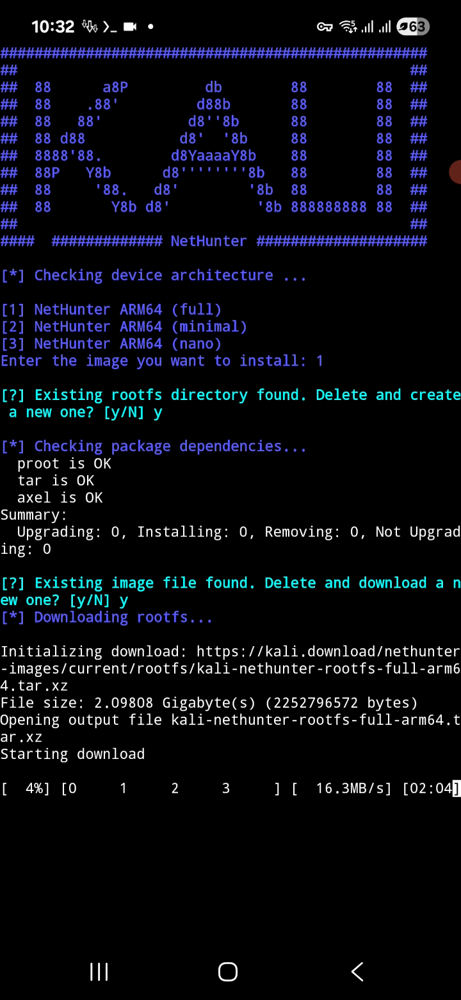 10:32
63
##################################################
##                                              ##
##  88      a8P         db        88        88  ##
##  88     .88'         d88b       88        88  ##
##  88   88'          d8''8b      88        88  ##
##  88 d88           d8'  '8b     88        88  ##
##  8888'88.        d8YaaaaY8b    88        88  ##
##  88P   Y8b      d8''''''''8b   88        88  ##
##  88     '88.   d8'        '8b  88        88  ##
##  88       Y8b d8'          '8b 888888888 88  ##
##                                              ##
####  ############# NetHunter ####################
[*] Checking device architecture ...
[1] NetHunter ARM64 (full)
[2] NetHunter ARM64 (minimal)
[3] NetHunter ARM64 (nano)
Enter the image you want to install: 1
[?] Existing rootfs directory found. Delete and create
 a new one? [y/N] y
[*] Checking package dependencies...
  proot is OK
  tar is OK
  axel is OK
Summary:
  Upgrading: 0, Installing: 0, Removing: 0, Not Upgrad
ing: 0
[?] Existing image file found. Delete and download a n
ew one? [y/N] y
[*] Downloading rootfs...
Initializing download: https://kali.download/nethunter
-images/current/rootfs/kali-nethunter-rootfs-full-arm6
4.tar.xz
File size: 2.09808 Gigabyte(s) (2252796572 bytes)
Opening output file kali-nethunter-rootfs-full-arm64.t
ar.xz
Starting download
[  4%] [0     1     2     3     ] [  16.3MB/s] [02:04]